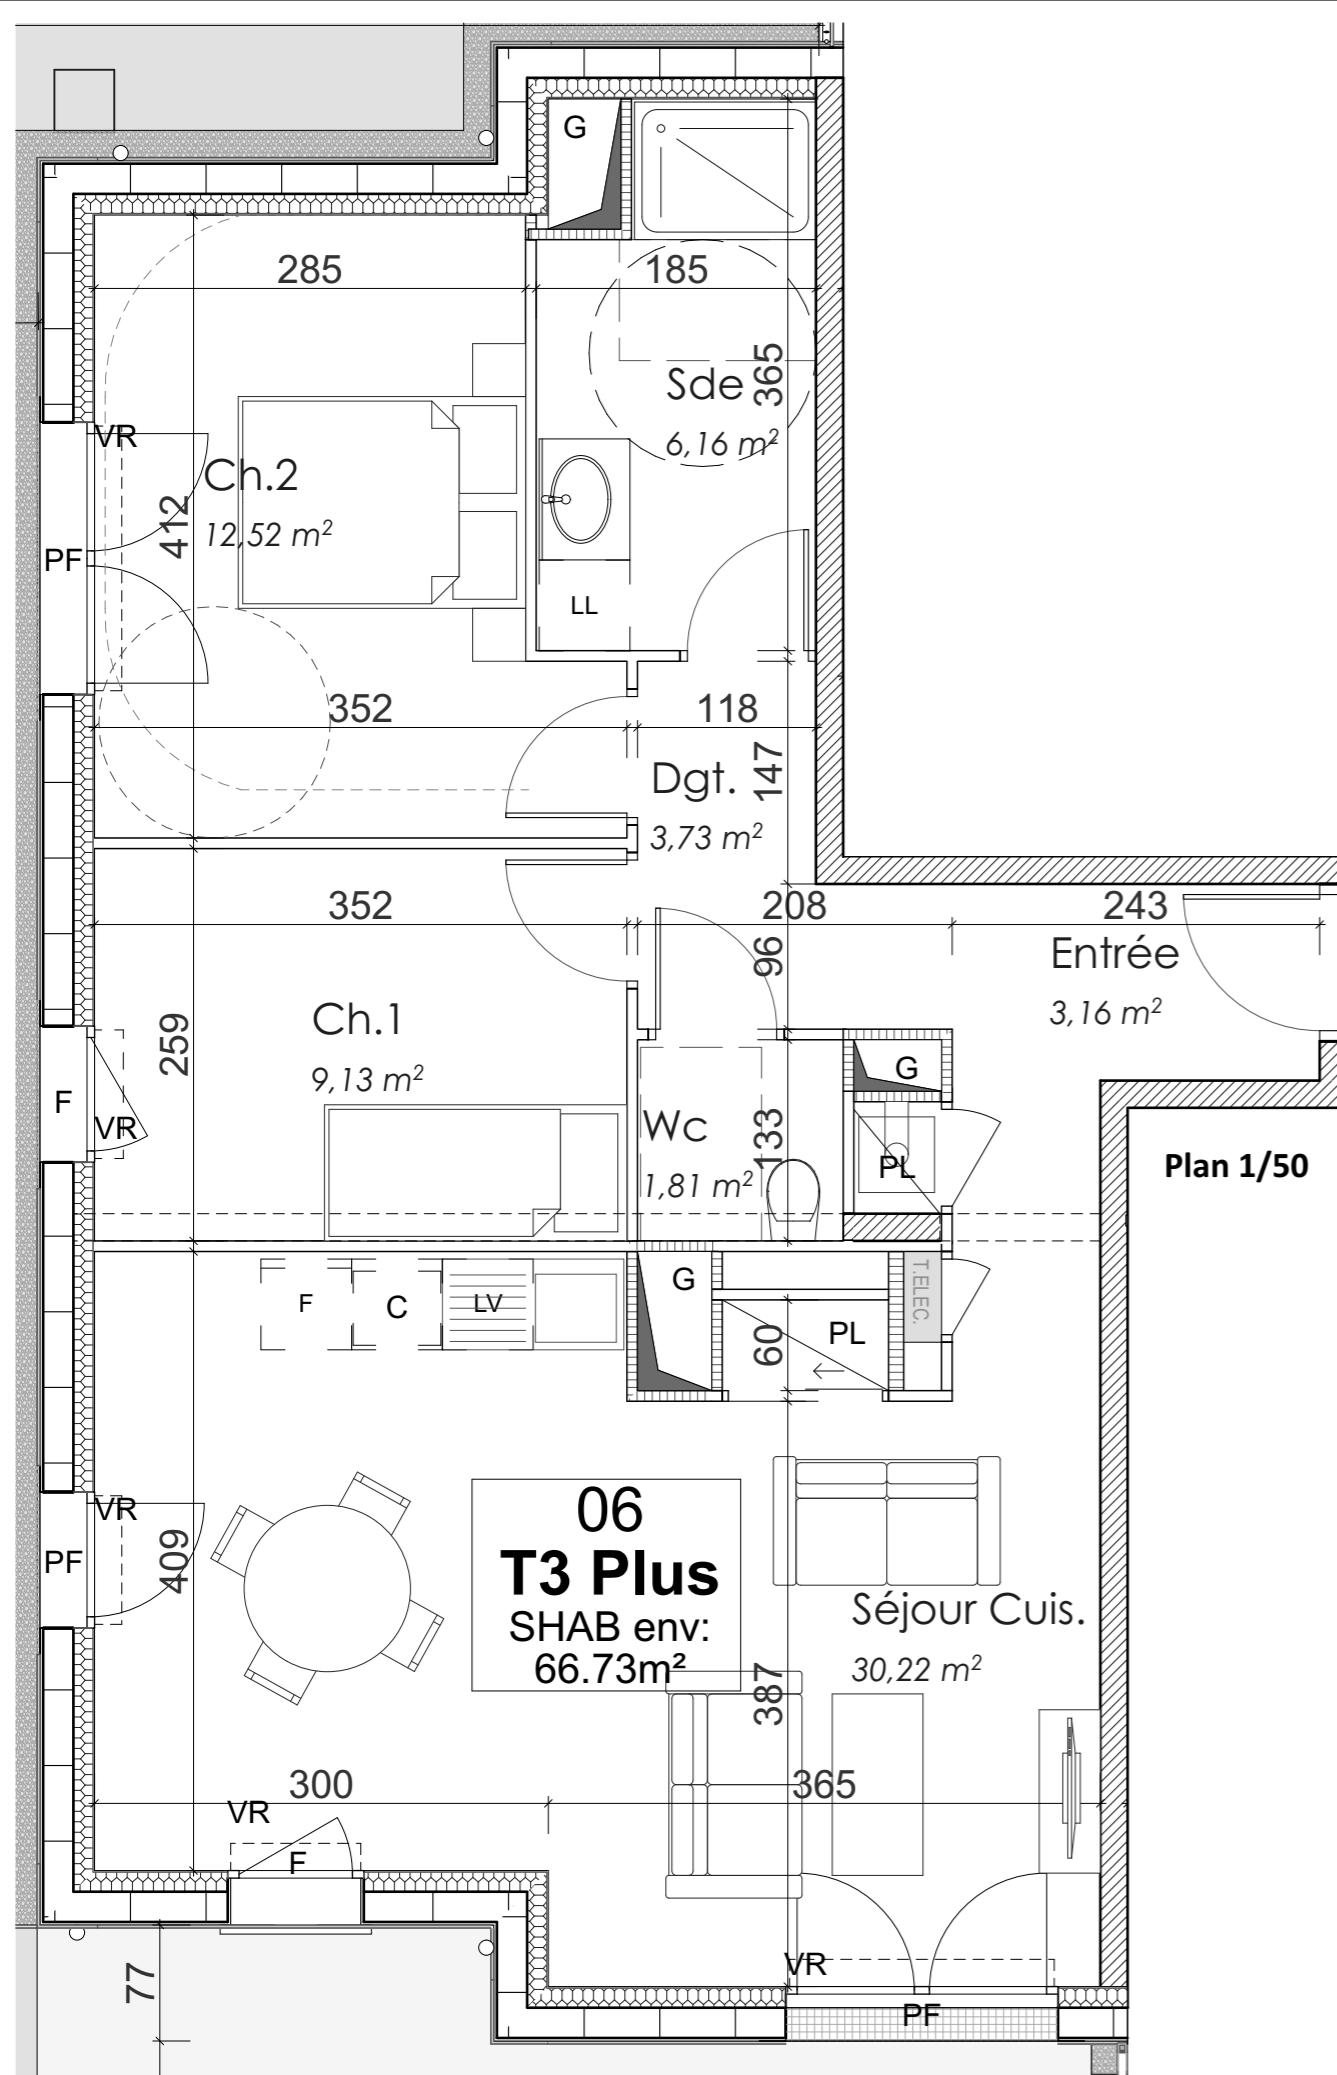 G
285
185
365
Sde
6,16 m²
VR
Ch.2
412
12,52 m²
PF
LL
352
118
147
Dgt.
3,73 m²
352
208
243
96
Entrée
3,16 m²
Ch.1
259
9,13 m²
G
F
VR
Wc
133
1,81 m²
PL
Plan 1/50
F
C
LV
G
T.ELEC.
60
PL
VR
PF
409
06
T3 Plus
SHAB env:
66.73m²
Séjour Cuis.
30,22 m²
387
300
365
VR
F
77
VR
PF